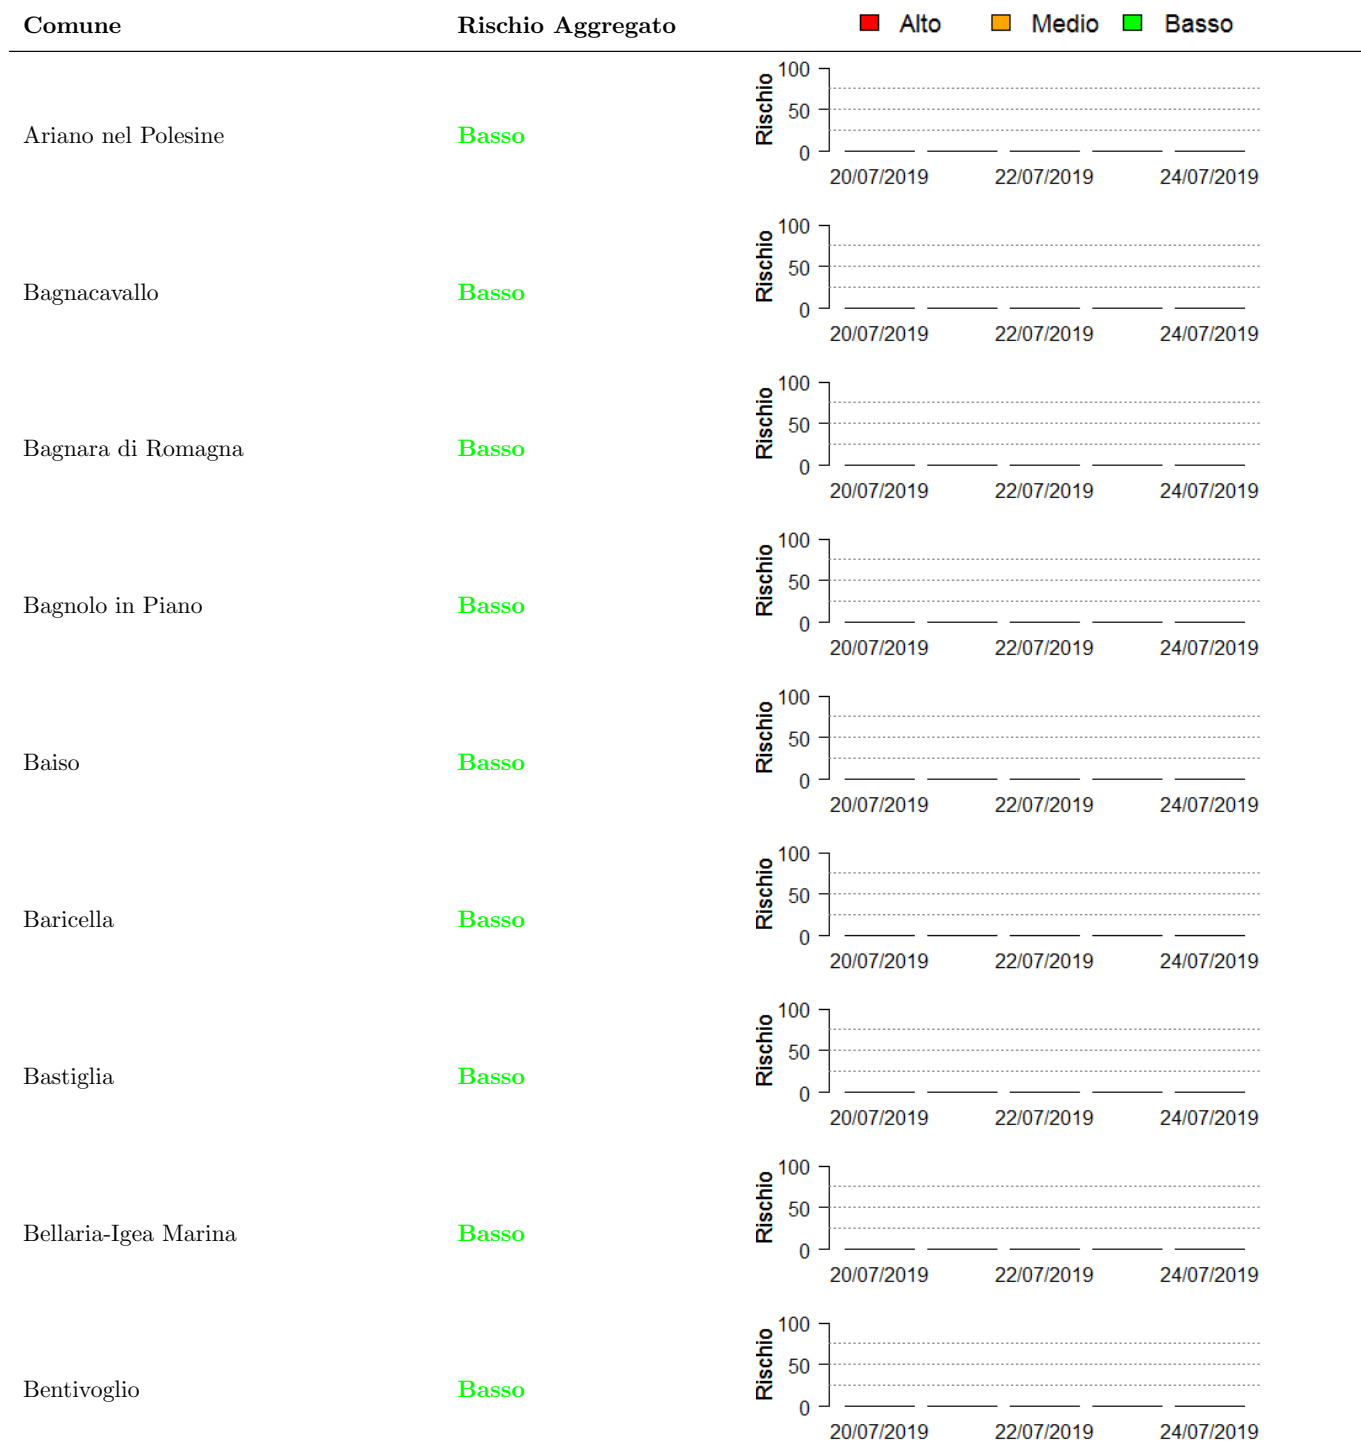 Comune Rischio Aggregato Alto Medio Basso
100
50
0
Rischio
Ariano nel Polesine Basso
20/07/2019 22/07/2019 24/07/2019
100
50
0
Rischio
Bagnacavallo Basso
20/07/2019 22/07/2019 24/07/2019
100
50
0
Rischio
Bagnara di Romagna Basso
20/07/2019 22/07/2019 24/07/2019
100
50
0
Rischio
Bagnolo in Piano Basso
20/07/2019 22/07/2019 24/07/2019
100
50
0
Rischio
Baiso Basso
20/07/2019 22/07/2019 24/07/2019
100
50
0
Rischio
Baricella Basso
20/07/2019 22/07/2019 24/07/2019
100
50
0
Rischio
Bastiglia Basso
20/07/2019 22/07/2019 24/07/2019
100
50
0
Rischio
Bellaria-Igea Marina Basso
20/07/2019 22/07/2019 24/07/2019
100
50
0
Rischio
Bentivoglio Basso
20/07/2019 22/07/2019 24/07/2019